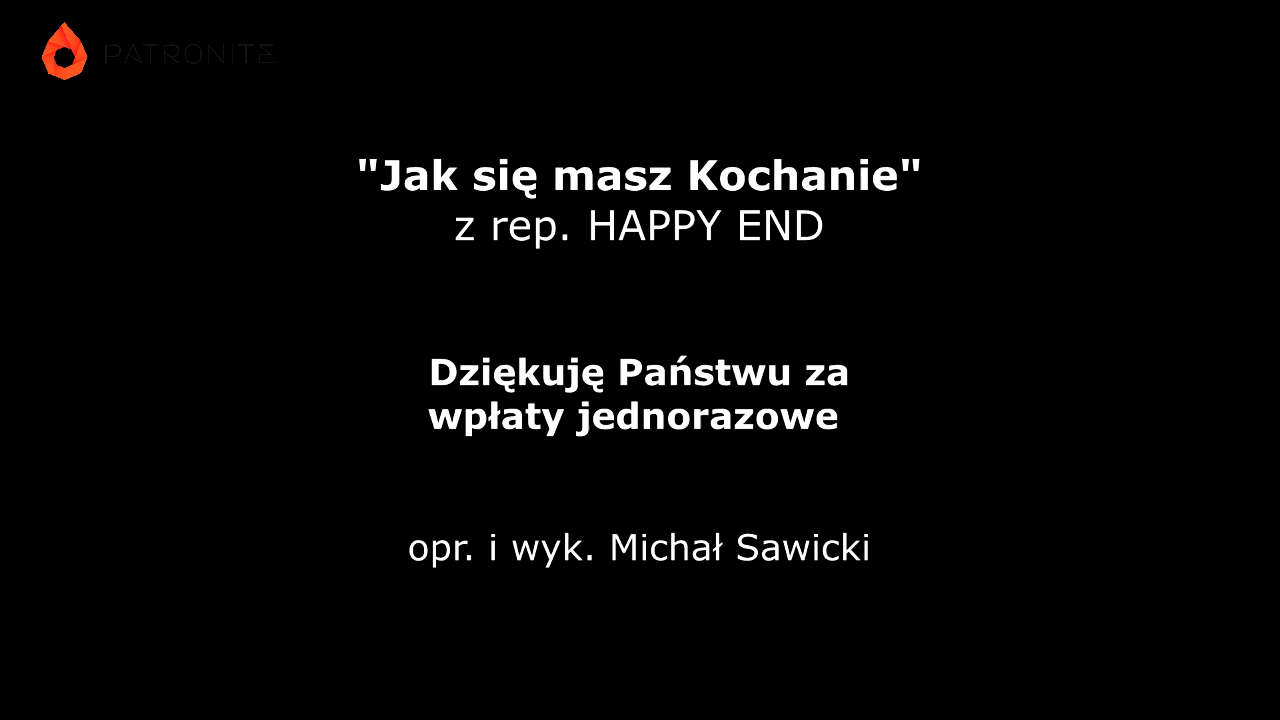 PATRONITE
"Jak się masz Kochanie"
z rep. HAPPY END
Dziękuję Państwu za
wpłaty jednorazowe
opr. i wyk. Michał Sawicki